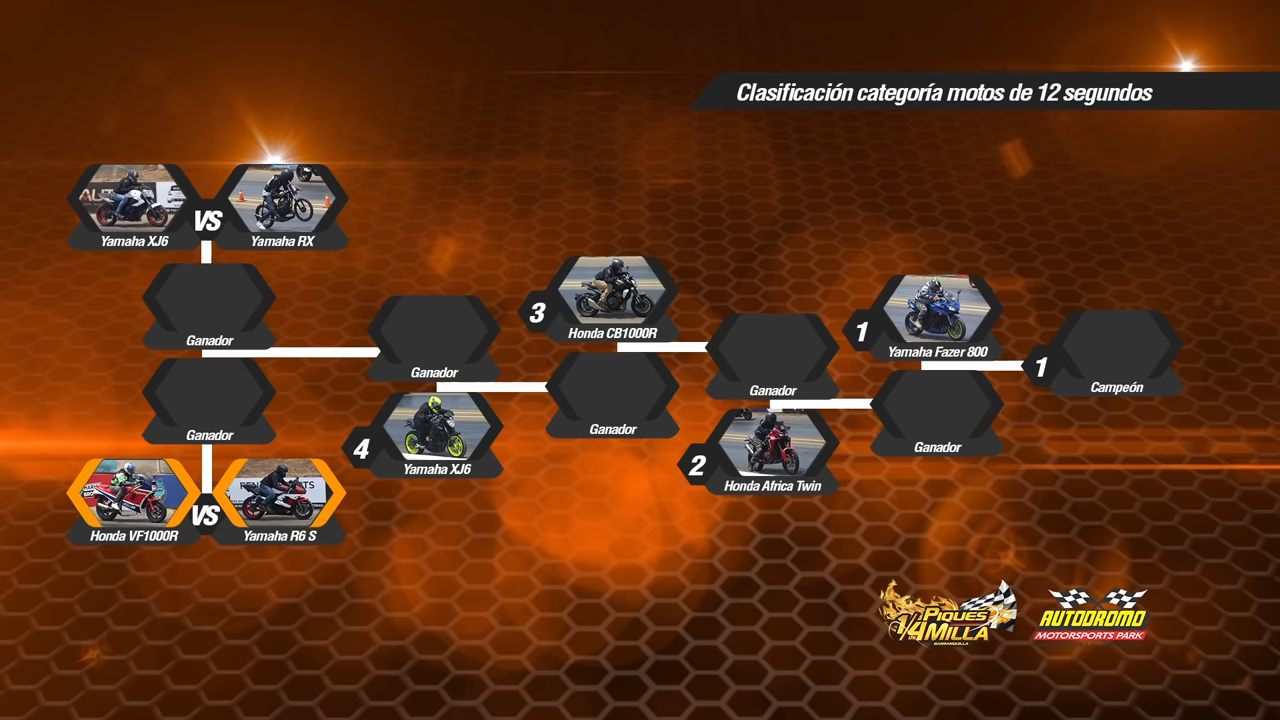 Clasificación categoría motos de 12 segundos
VS
Yamaha XJ6
Yamaha RX
Ganador
Ganador
VS
Honda VF1000R
Yamaha R6 S
Ganador
4
Yamaha XJ6
3
Honda CB1000R
Ganador
Ganador
2
Honda Africa Twin
1
Yamaha Fazer 800
Ganador
1
Campeón
PIQUES
1/4 DE MILLA
BARRANQUILLA
AUTODROMO
MOTORSPORTS PARK